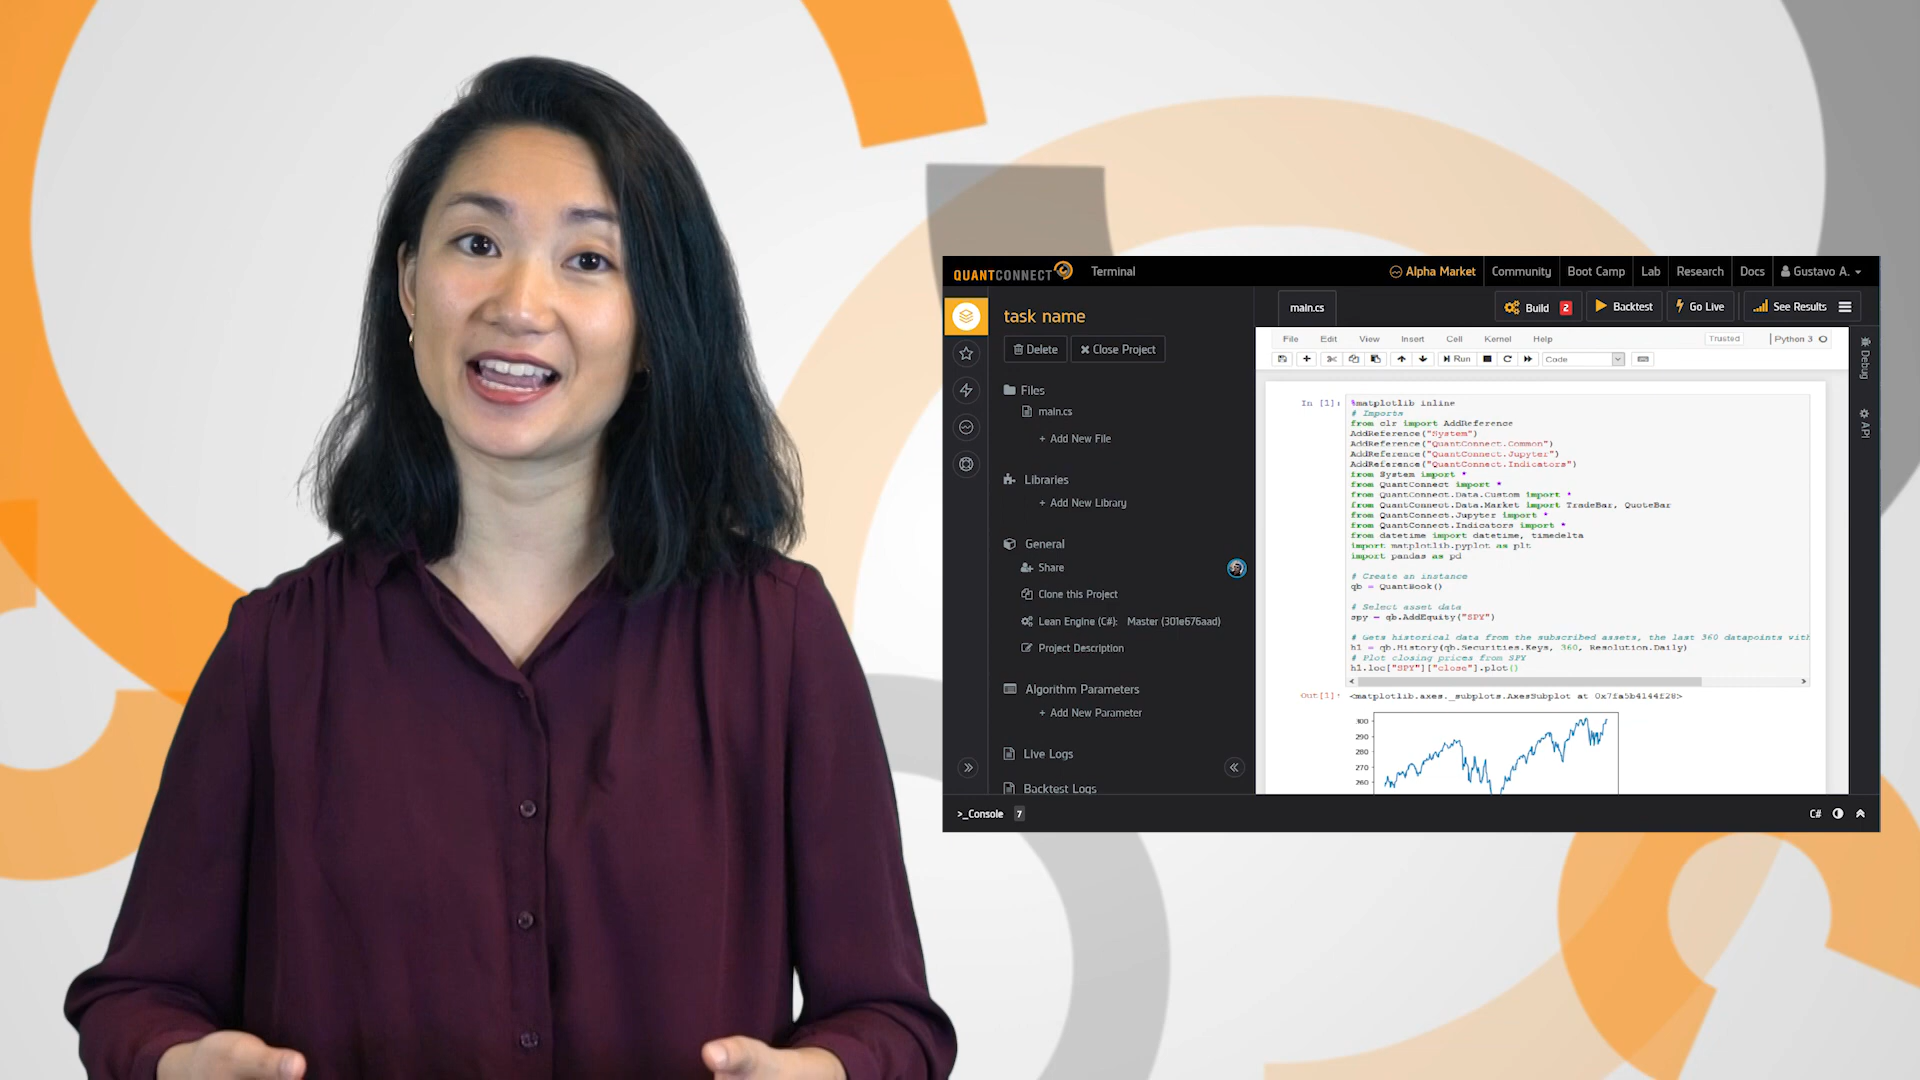 QUANTCONNECT Terminal
Alpha Market Community Boot Camp Lab Research Docs Gustavo A.
task name
Delete Close Project
Files
main.cs
+ Add New File
Libraries
+ Add New Library
General
Share
Clone this Project
Lean Engine (C#): Master (301e676aad)
Project Description
Algorithm Parameters
+ Add New Parameter
Live Logs
Backtest Logs
>_Console 7
main.cs
Build 2 Backtest Go Live See Results
File Edit View Insert Cell Kernel Help Trusted Python 3
Run Code
In [1]: %matplotlib inline
# Imports
from clr import AddReference
AddReference("System")
AddReference("QuantConnect.Common")
AddReference("QuantConnect.Jupyter")
AddReference("QuantConnect.Indicators")
from System import *
from QuantConnect import *
from QuantConnect.Data.Custom import *
from QuantConnect.Data.Market import TradeBar, QuoteBar
from QuantConnect.Jupyter import *
from QuantConnect.Indicators import *
from datetime import datetime, timedelta
import matplotlib.pyplot as plt
import pandas as pd
# Create an instance
qb = QuantBook()
# Select asset data
spy = qb.AddEquity("SPY")
# Gets historical data from the subscribed assets, the last 360 datapoints with
h1 = qb.History(qb.Securities.Keys, 360, Resolution.Daily)
# Plot closing prices from SPY
h1.loc["SPY"]["close"].plot()
Out[1]: <matplotlib.axes._subplots.AxesSubplot at 0x7fa5b4144f28>
300
290
280
270
260
Debug
API
C#